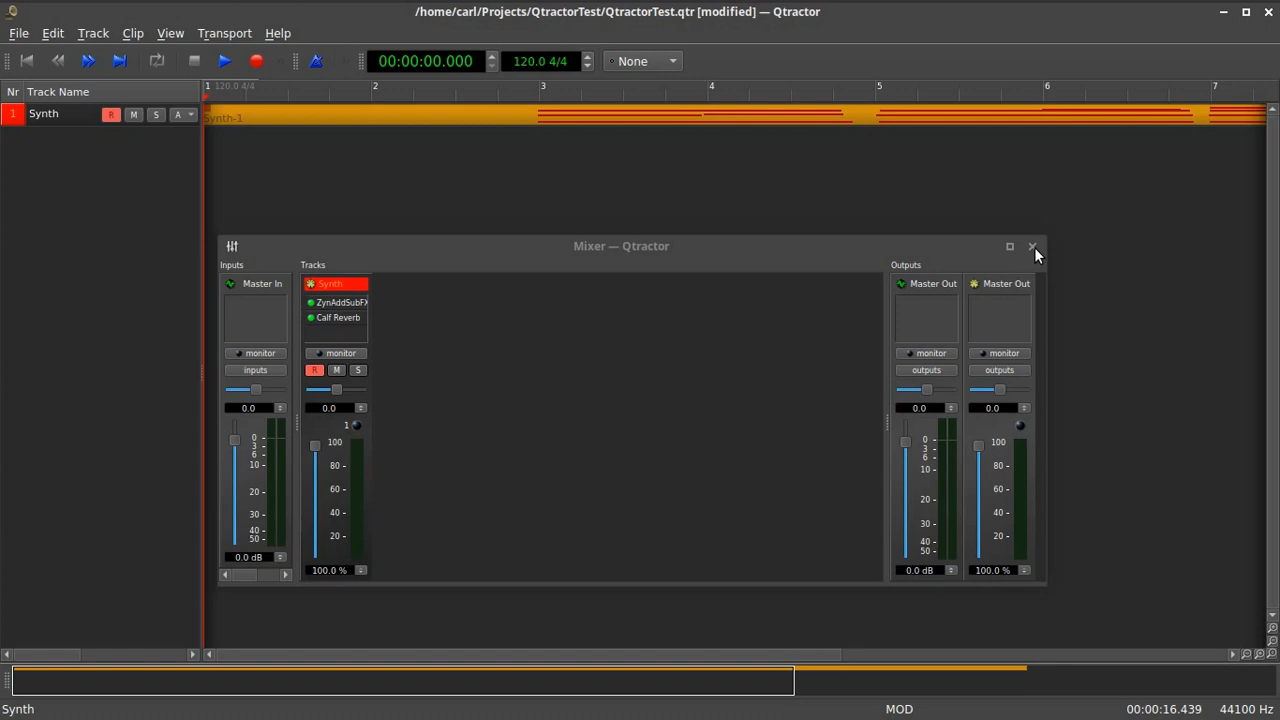 /home/carl/Projects/QtractorTest/QtractorTest.qtr [modified] — Qtractor
File Edit Track Clip View Transport Help
00:00:00.000 120.0 4/4 None
Nr Track Name 1 120.0 4/4 2 3 4 5 6 7
1 Synth R M S A
Synth-1
Mixer — Qtractor
Inputs Tracks Outputs
Master In Synth Master Out Master Out
ZynAddSubFX
Calf Reverb
monitor monitor monitor monitor
inputs R M S outputs outputs
0.0 0.0 0.0 0.0
1
0 100 0 100
3 3
6 6
10 80 10 80
60 60
20 20
40 40
30 30
20 20
40 40
50 50
0.0 dB 100.0 % 0.0 dB 100.0 %
Synth MOD 00:00:16.439 44100 Hz